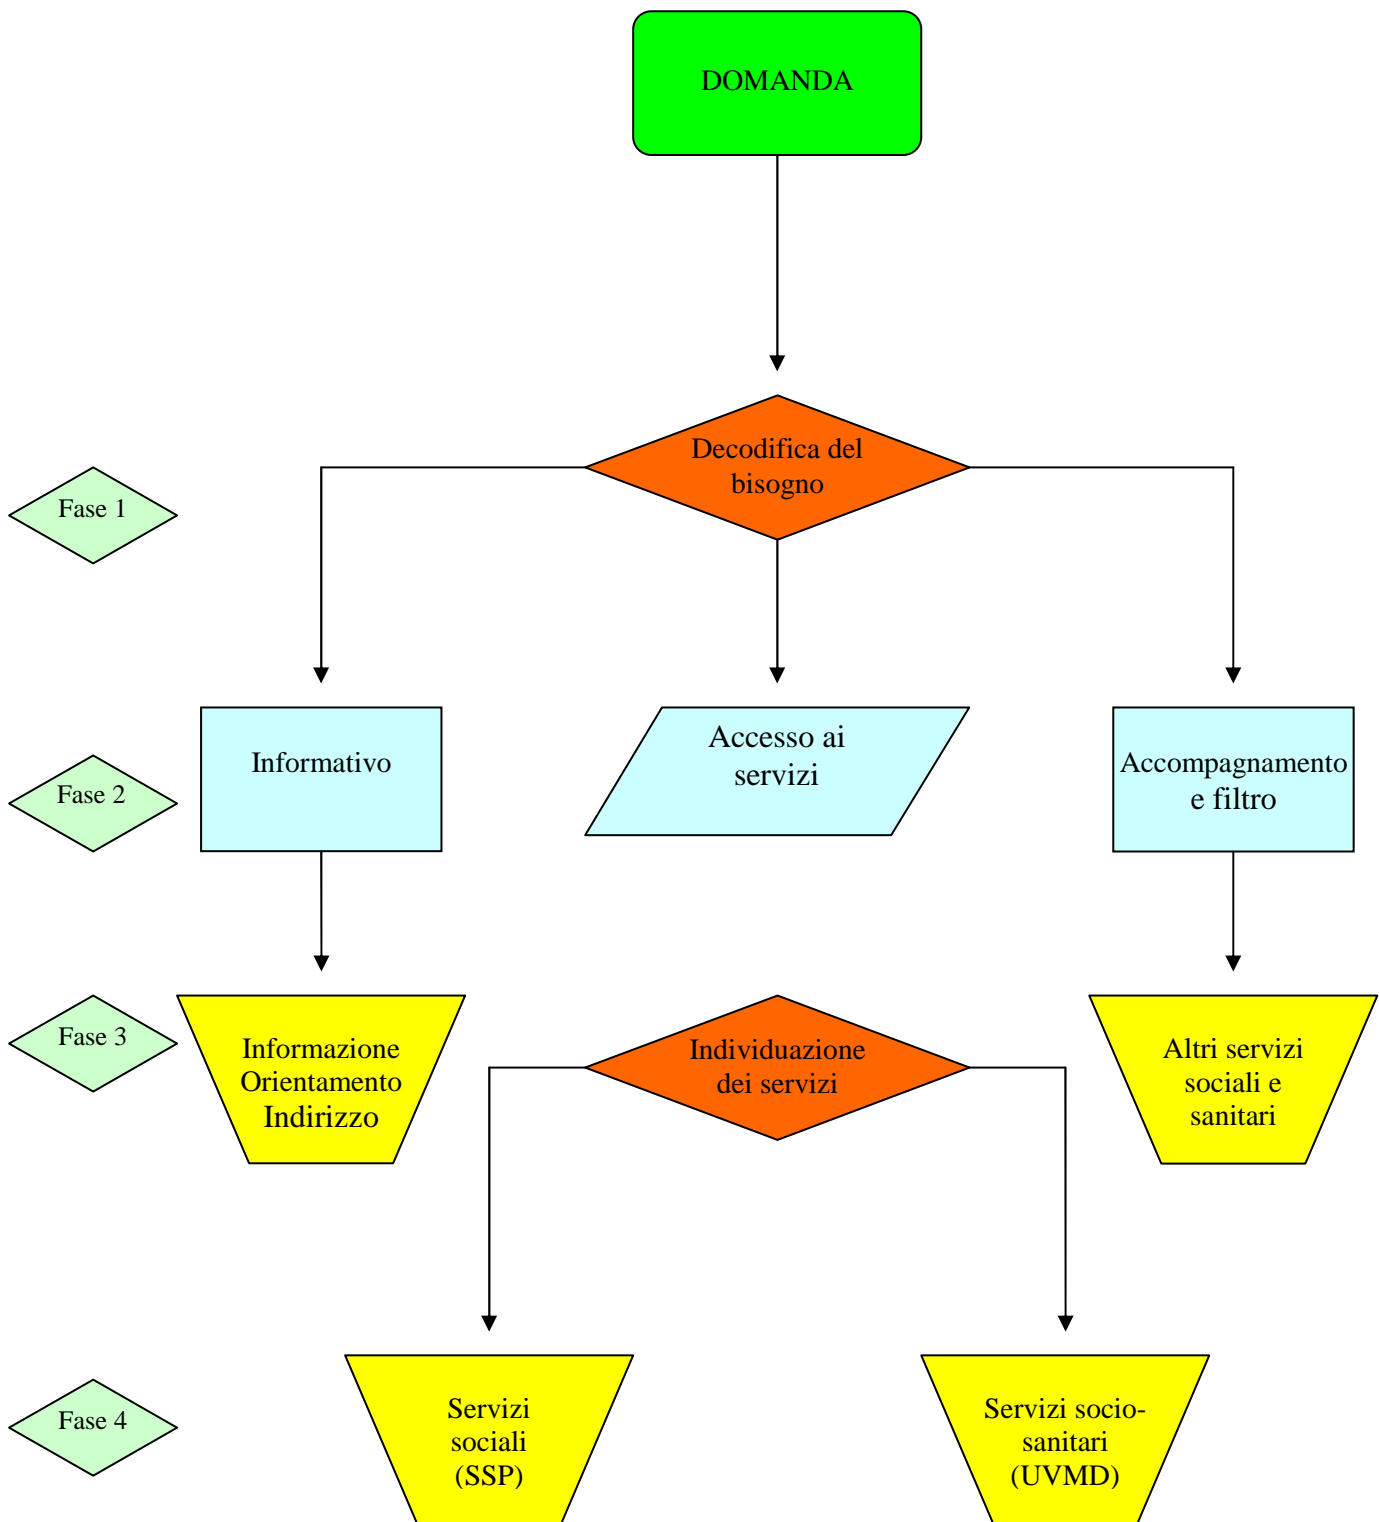 DOMANDA
Decodifica del
bisogno
Fase 1
Informativo
Accesso ai
servizi
Accompagnamento
e filtro
Fase 2
Fase 3
Informazione
Orientamento
Indirizzo
Individuazione
dei servizi
Altri servizi
sociali e
sanitari
Fase 4
Servizi
sociali
(SSP)
Servizi socio-
sanitari
(UVMD)